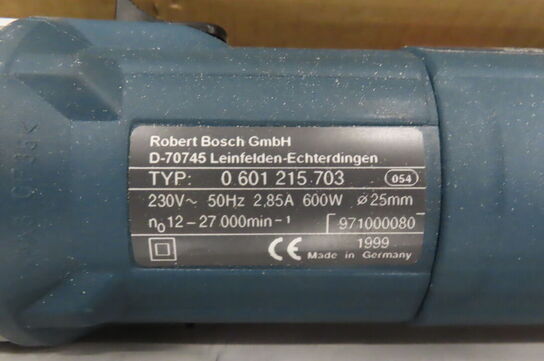 Robert Bosch GmbH
D-70745 Leinfelden-Echterdingen
TYP: 0 601 215 703 054
230V~ 50Hz 2,85A 600W ⌀25mm
n₀ 12–27 000min⁻¹ 971000080
CE 1999
Made in Germany